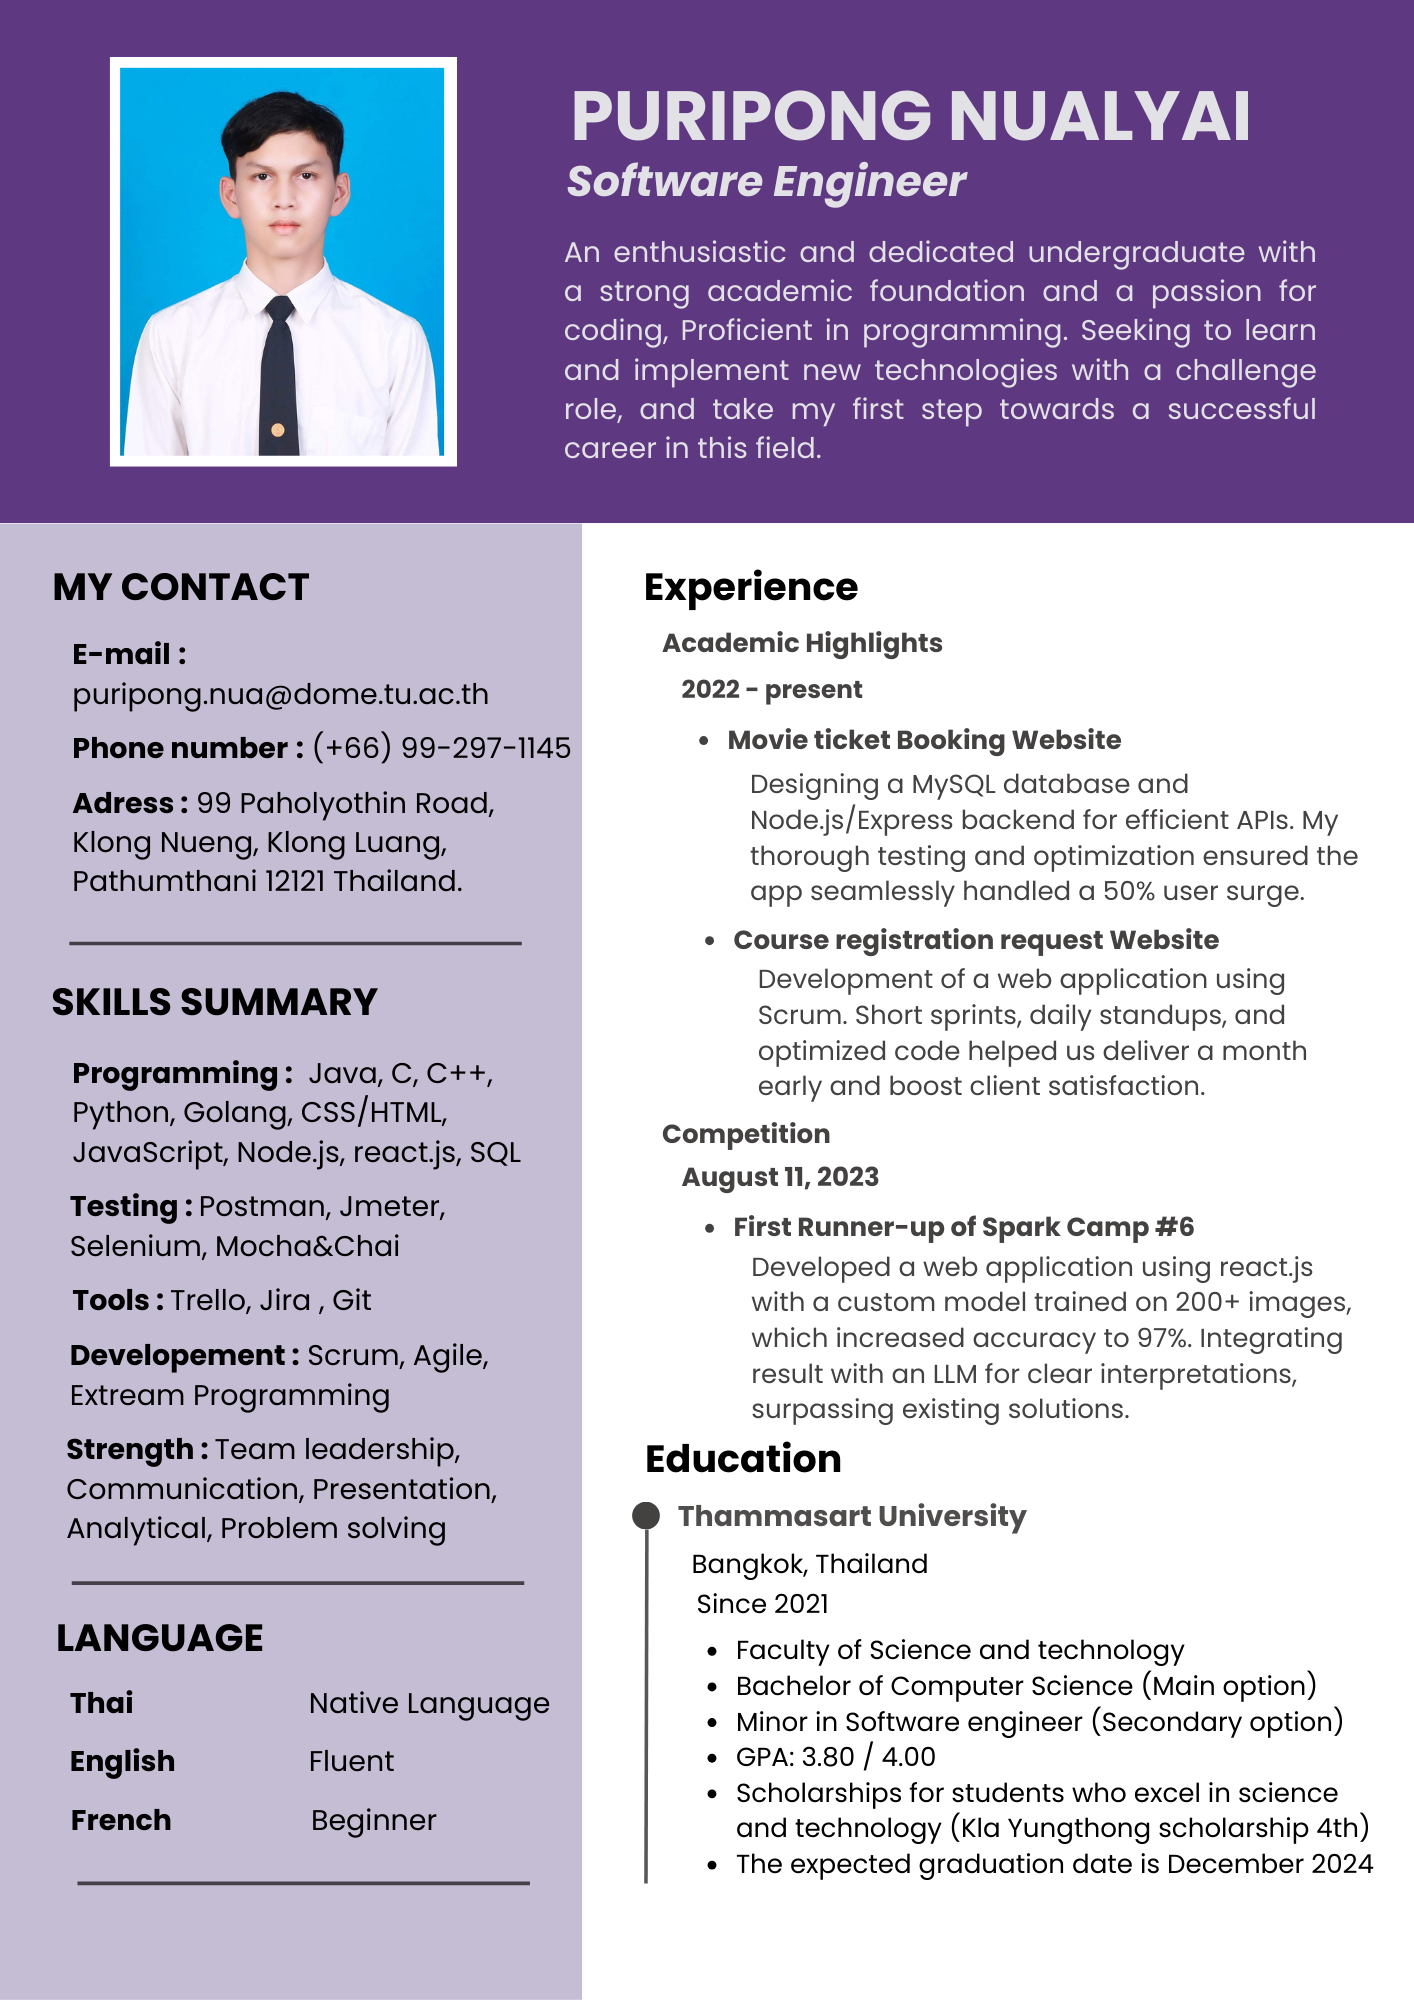 PURIPONG NUALYAI
Software Engineer
An enthusiastic and dedicated undergraduate with
a strong academic foundation and a passion for
coding, Proficient in programming. Seeking to learn
and implement new technologies with a challenge
role, and take my first step towards a successful
career in this field.
MY CONTACT
E-mail :
puripong.nua@dome.tu.ac.th
Phone number : (+66) 99-297-1145
Adress : 99 Paholyothin Road,
Klong Nueng, Klong Luang,
Pathumthani 12121 Thailand.
SKILLS SUMMARY
Programming : Java, C, C++,
Python, Golang, CSS/HTML,
JavaScript, Node.js, react.js, SQL
Testing : Postman, Jmeter,
Selenium, Mocha&Chai
Tools : Trello, Jira , Git
Developement : Scrum, Agile,
Extream Programming
Strength : Team leadership,
Communication, Presentation,
Analytical, Problem solving
LANGUAGE
Thai Native Language
English Fluent
French Beginner
Experience
Academic Highlights
2022 - present
• Movie ticket Booking Website
Designing a MySQL database and
Node.js/Express backend for efficient APIs. My
thorough testing and optimization ensured the
app seamlessly handled a 50% user surge.
• Course registration request Website
Development of a web application using
Scrum. Short sprints, daily standups, and
optimized code helped us deliver a month
early and boost client satisfaction.
Competition
August 11, 2023
• First Runner-up of Spark Camp #6
Developed a web application using react.js
with a custom model trained on 200+ images,
which increased accuracy to 97%. Integrating
result with an LLM for clear interpretations,
surpassing existing solutions.
Education
Thammasart University
Bangkok, Thailand
Since 2021
• Faculty of Science and technology
• Bachelor of Computer Science (Main option)
• Minor in Software engineer (Secondary option)
• GPA: 3.80 / 4.00
• Scholarships for students who excel in science
and technology (Kla Yungthong scholarship 4th)
• The expected graduation date is December 2024